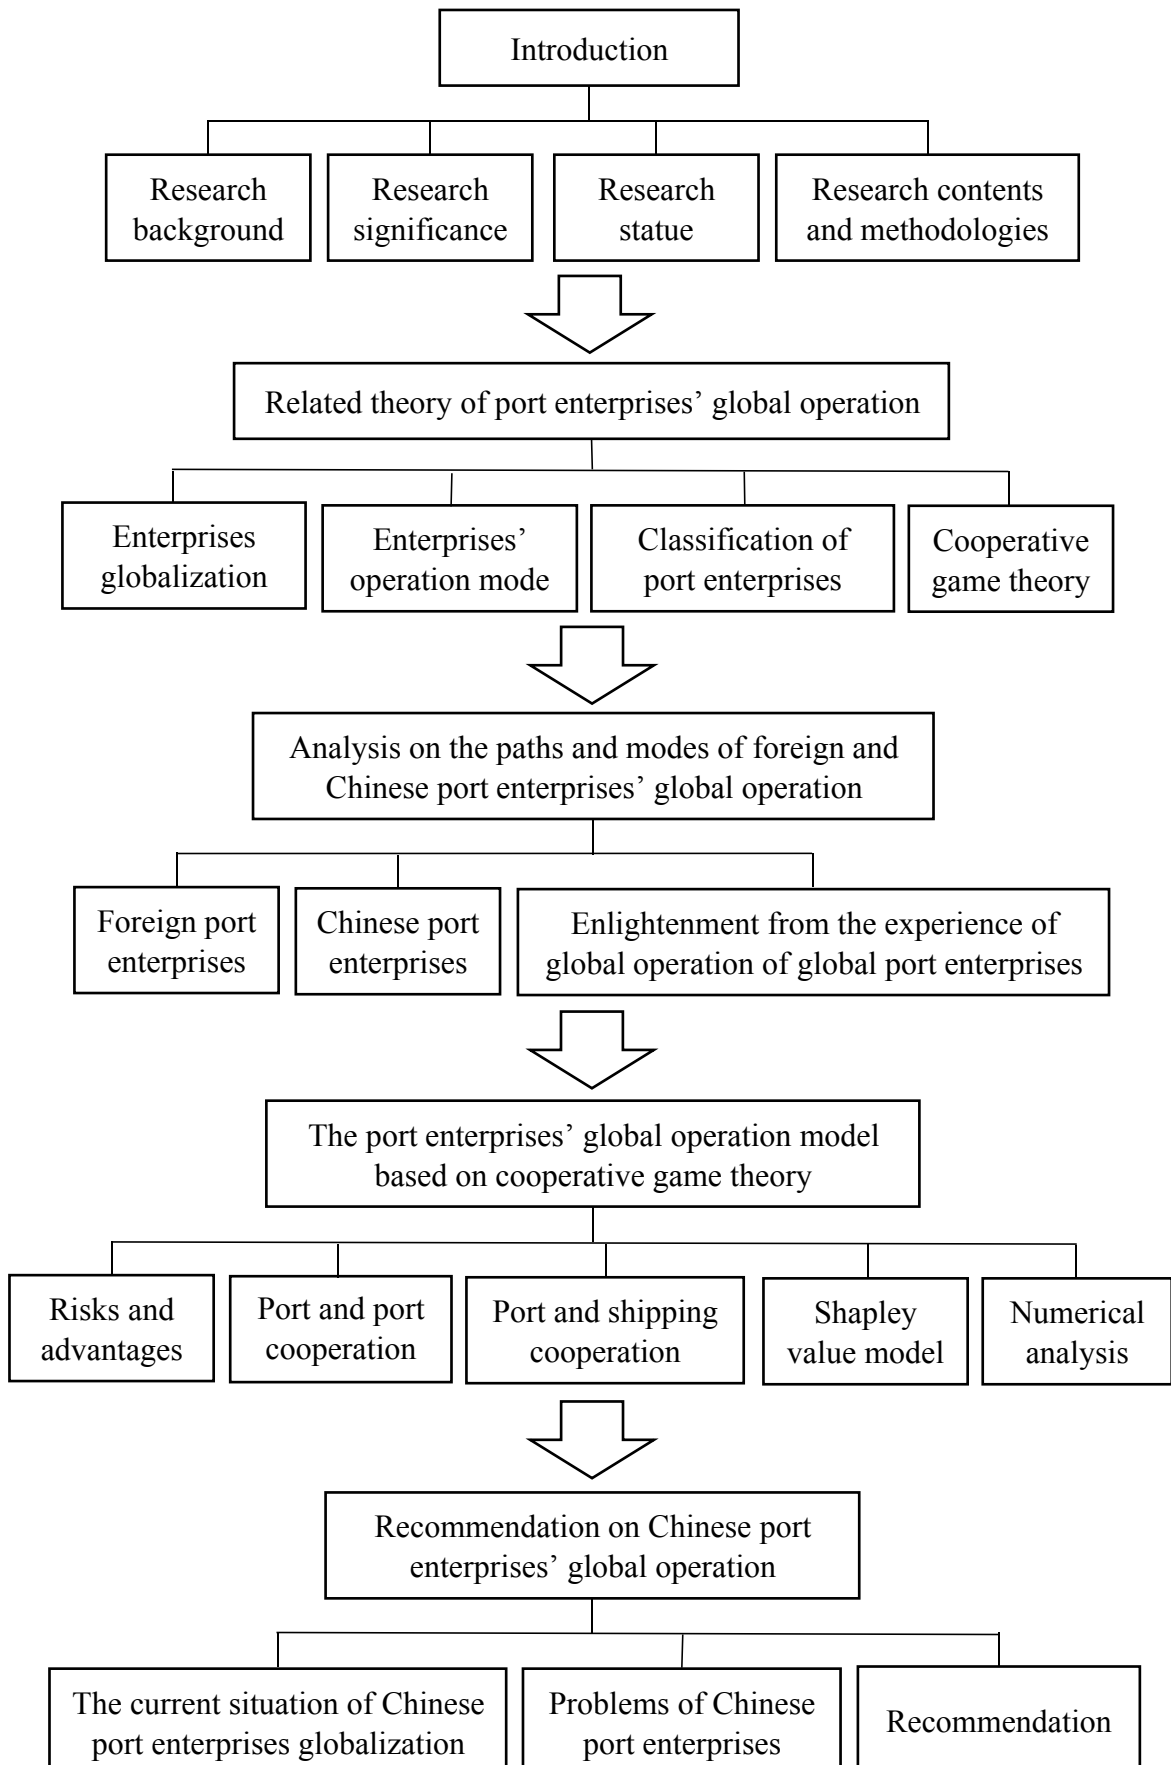 Introduction
Research
background
Research
significance
Research
statue
Research contents
and methodologies
Related theory of port enterprises’ global operation
Enterprises
globalization
Enterprises’
operation mode
Classification of
port enterprises
Cooperative
game theory
Analysis on the paths and modes of foreign and
Chinese port enterprises’ global operation
Foreign port
enterprises
Chinese port
enterprises
Enlightenment from the experience of
global operation of global port enterprises
The port enterprises’ global operation model
based on cooperative game theory
Risks and
advantages
Port and port
cooperation
Port and shipping
cooperation
Shapley
value model
Numerical
analysis
Recommendation on Chinese port
enterprises’ global operation
The current situation of Chinese
port enterprises globalization
Problems of Chinese
port enterprises
Recommendation